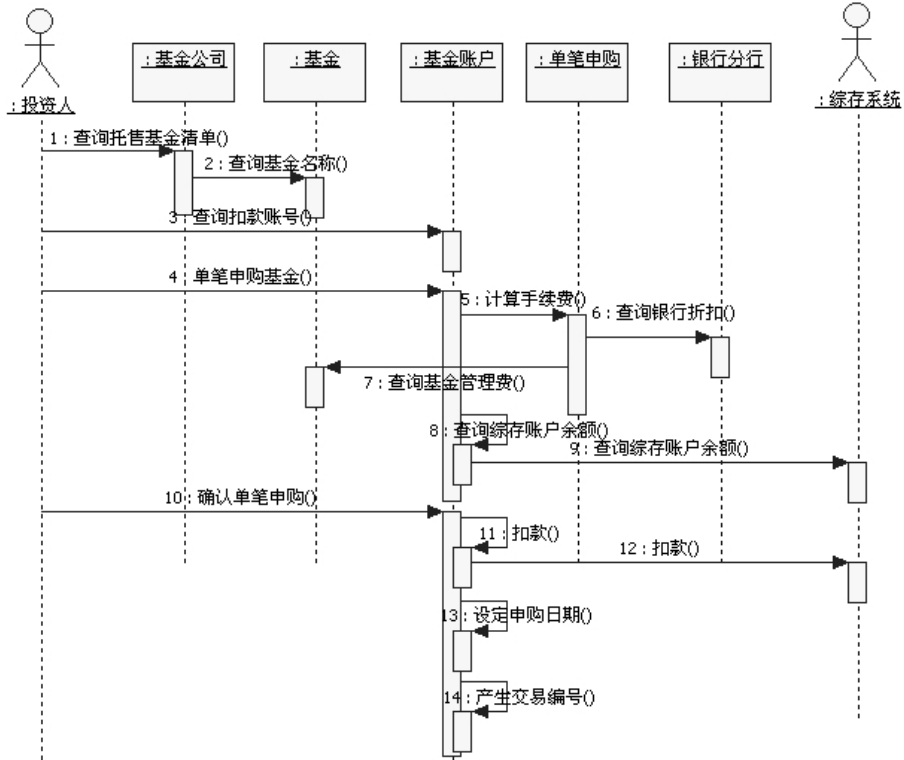 : 基金公司
: 基金
: 基金账户
: 单笔申购
: 银行分行
: 投资人
: 综存系统
1 : 查询托售基金清单()
2 : 查询基金名称()
3 : 查询扣款账号()
4 : 单笔申购基金()
5 : 计算手续费()
6 : 查询银行折扣()
7 : 查询基金管理费()
8 : 查询综存账户余额()
9 : 查询综存账户余额()
10 : 确认单笔申购()
11 : 扣款()
12 : 扣款()
13 : 设定申购日期()
14 : 产生交易编号()